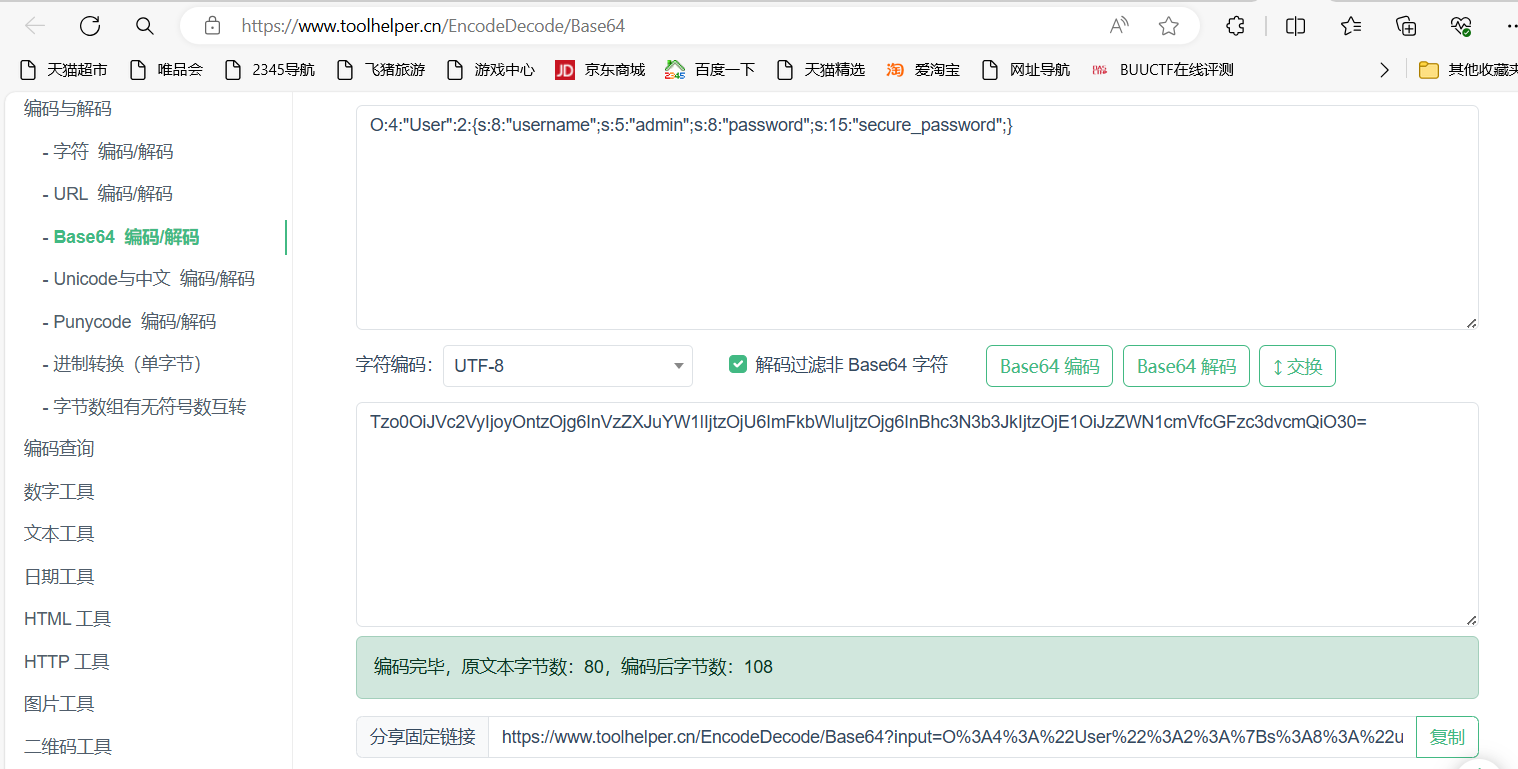 https://www.toolhelper.cn/EncodeDecode/Base64
天猫超市 唯品会 2345导航 飞猪旅游 游戏中心 JD 京东商城 2345 百度一下 天猫精选 淘 爱淘宝 网址导航 BUUCTF在线评测 其他收藏夹
编码与解码
- 字符 编码/解码
- URL 编码/解码
- Base64 编码/解码
- Unicode与中文 编码/解码
- Punycode 编码/解码
- 进制转换（单字节）
- 字节数组有无符号数互转
编码查询
数字工具
文本工具
日期工具
HTML 工具
HTTP 工具
图片工具
二维码工具
O:4:"User":2:{s:8:"username";s:5:"admin";s:8:"password";s:15:"secure_password";}
字符编码： UTF-8 解码过滤非 Base64 字符 Base64 编码 Base64 解码 ↕交换
Tzo0OiJVc2VyIjoyOntzOjg6InVzZXJuYW1lIjtzOjU6ImFkbWluIjtzOjg6InBhc3N3b3JkIjtzOjE1OiJzZWN1cmVfcGFzc3dvcmQiO30=
编码完毕，原文本字节数：80，编码后字节数：108
分享固定链接 https://www.toolhelper.cn/EncodeDecode/Base64?input=O%3A4%3A%22User%22%3A2%3A%7Bs%3A8%3A%22u 复制